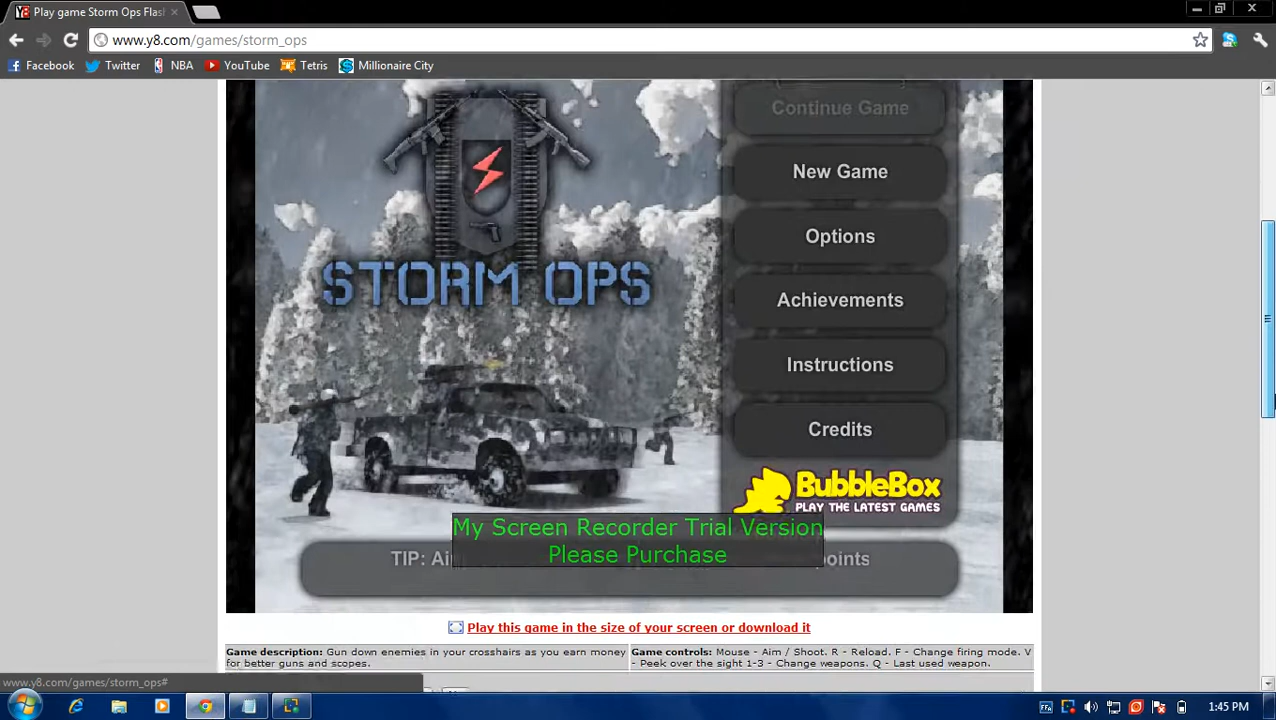 Play game Storm Ops Flas
www.y8.com/games/storm_ops
Facebook Twitter NBA YouTube Tetris Millionaire City
Continue Game
New Game
STORM OPS
Options
Achievements
Instructions
Credits
BubbleBox
PLAY THE LATEST GAMES
My Screen Recorder Trial Version
Please Purchase
TIP: points
Play this game in the size of your screen or download it
Game description: Gun down enemies in your crosshairs as you earn money
for better guns and scopes.
Game controls: Mouse - Aim / Shoot. R - Reload. F - Change firing mode. V
- Peek over the sight 1-3 - Change weapons. Q - Last used weapon.
www.y8.com/games/storm_ops#
FR 1:45 PM